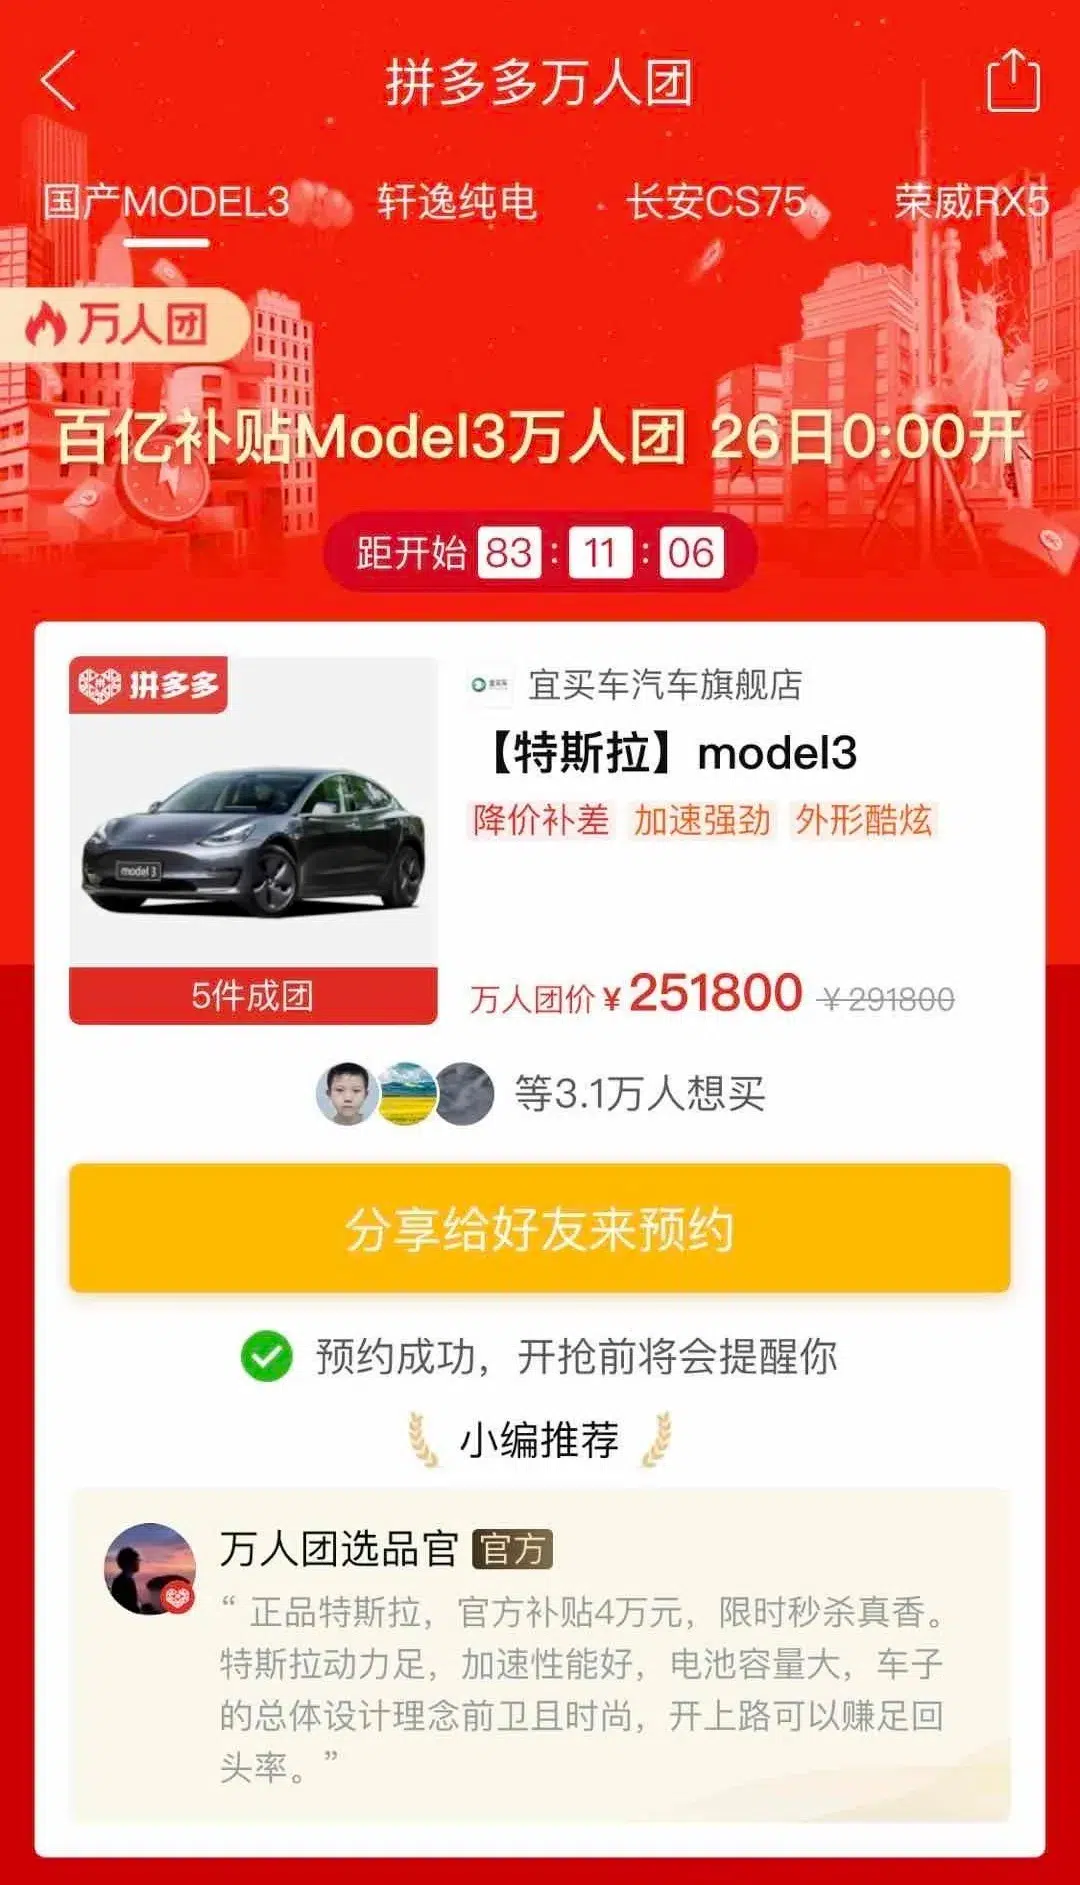 拼多多万人团
国产MODEL3 轩逸纯电 长安CS75 荣威RX5
万人团
百亿补贴Model3万人团 26日0:00开
距开始 83 : 11 : 06
拼多多
宜买车汽车旗舰店
【特斯拉】model3
降价补差 加速强劲 外形酷炫
model 3
5件成团
万人团价¥251800 ¥291800
等3.1万人想买
分享给好友来预约
预约成功，开抢前将会提醒你
小编推荐
万人团选品官 官方
“ 正品特斯拉，官方补贴4万元，限时秒杀真香。
特斯拉动力足，加速性能好，电池容量大，车子
的总体设计理念前卫且时尚，开上路可以赚足回
头率。”